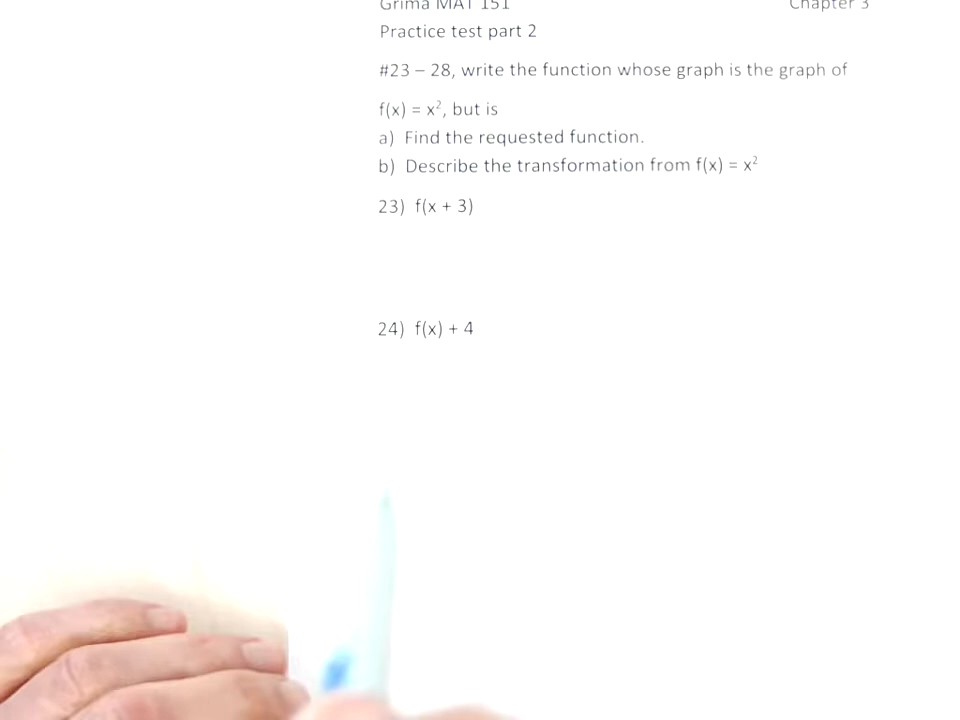 Grima MAT 151 Chapter 3
Practice test part 2
#23 – 28, write the function whose graph is the graph of
f(x) = x², but is
a) Find the requested function.
b) Describe the transformation from f(x) = x²
23) f(x + 3)
24) f(x) + 4